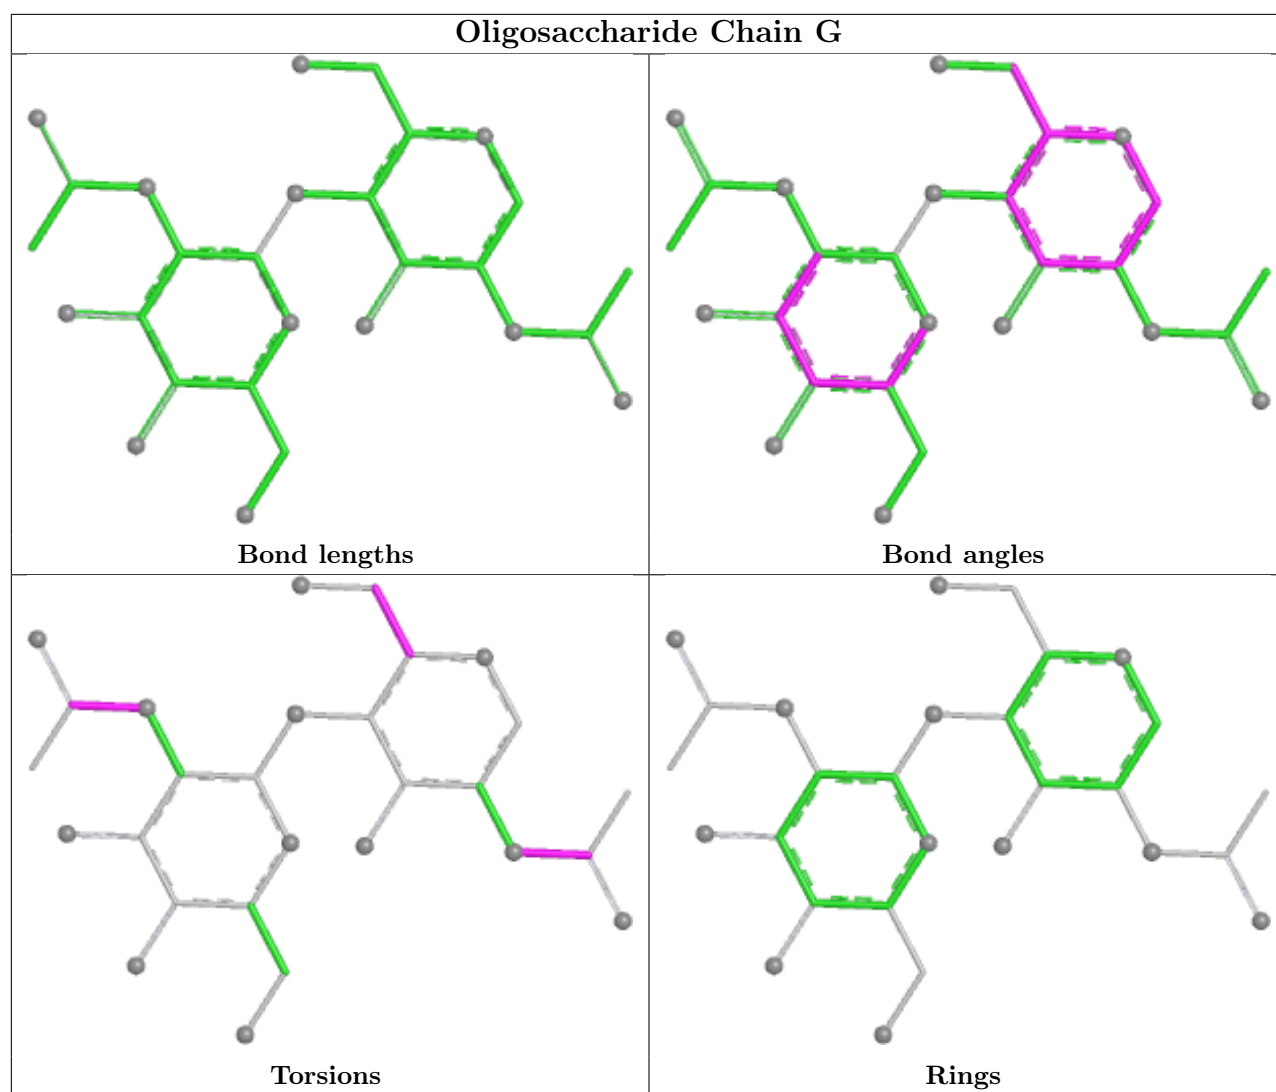 Oligosaccharide Chain G
Bond lengths
Bond angles
Torsions
Rings